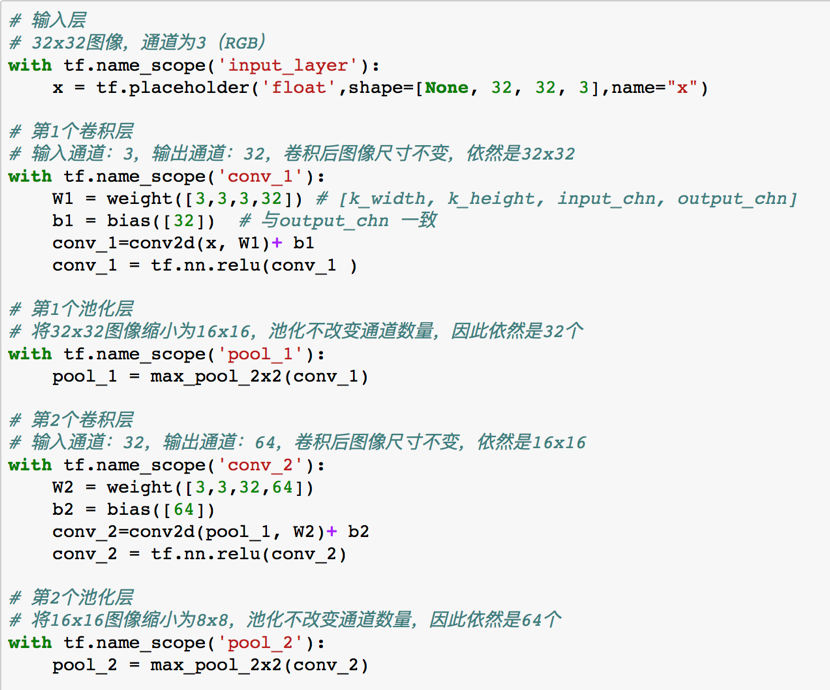 # 输入层
# 32x32图像，通道为3（RGB）
with tf.name_scope('input_layer'):
    x = tf.placeholder('float',shape=[None, 32, 32, 3],name="x")

# 第1个卷积层
# 输入通道：3，输出通道：32，卷积后图像尺寸不变，依然是32x32
with tf.name_scope('conv_1'):
    W1 = weight([3,3,3,32]) # [k_width, k_height, input_chn, output_chn]
    b1 = bias([32])  # 与output_chn 一致
    conv_1=conv2d(x, W1)+ b1
    conv_1 = tf.nn.relu(conv_1 )

# 第1个池化层
# 将32x32图像缩小为16x16，池化不改变通道数量，因此依然是32个
with tf.name_scope('pool_1'):
    pool_1 = max_pool_2x2(conv_1)

# 第2个卷积层
# 输入通道：32，输出通道：64，卷积后图像尺寸不变，依然是16x16
with tf.name_scope('conv_2'):
    W2 = weight([3,3,32,64])
    b2 = bias([64])
    conv_2=conv2d(pool_1, W2)+ b2
    conv_2 = tf.nn.relu(conv_2)

# 第2个池化层
# 将16x16图像缩小为8x8，池化不改变通道数量，因此依然是64个
with tf.name_scope('pool_2'):
    pool_2 = max_pool_2x2(conv_2)